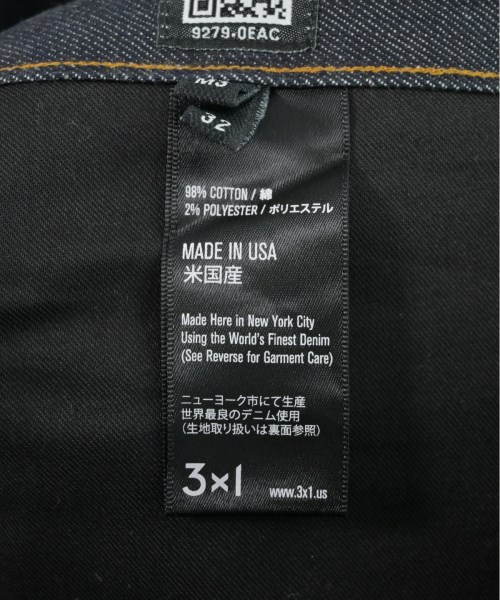 9279-0EAC
M3
32
98% COTTON / 綿
2% POLYESTER / ポリエステル
MADE IN USA
米国産
Made Here in New York City
Using the World's Finest Denim
(See Reverse for Garment Care)
ニューヨーク市にて生産
世界最良のデニム使用
(生地取り扱いは裏面参照)
3x1 www.3x1.us